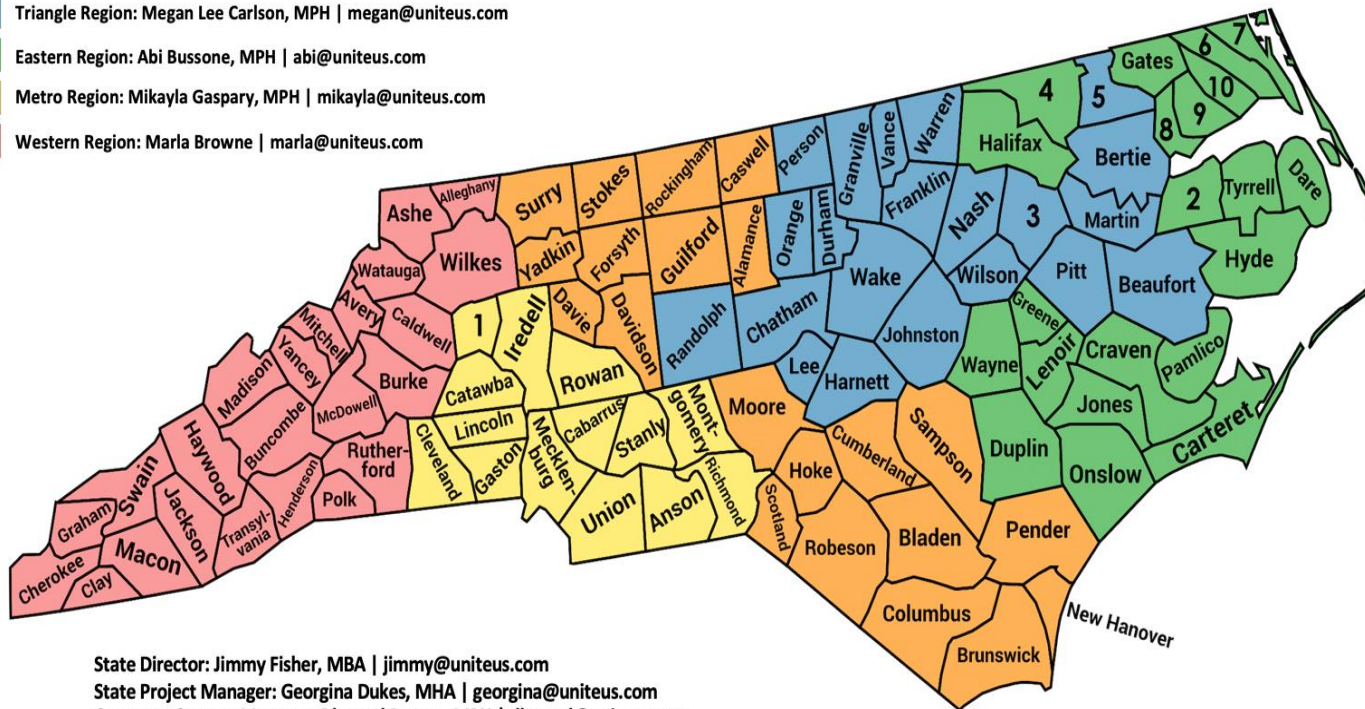 Triangle Region: Megan Lee Carlson, MPH | megan@uniteus.com
Eastern Region: Abi Bussone, MPH | abi@uniteus.com
Metro Region: Mikayla Gaspary, MPH | mikayla@uniteus.com
Western Region: Marla Browne | marla@uniteus.com
Ashe
Alleghany
Surry
Stokes
Rockingham
Caswell
Person
Granville
Vance
Warren
Halifax
4
5
Gates
6
7
8
9
10
Bertie
Watauga
Wilkes
Yadkin
Forsyth
Guilford
Alamance
Orange
Durham
Franklin
Nash
3
Martin
2
Tyrrell
Dare
Hyde
Avery
Mitchell
Caldwell
1
Iredell
Davie
Davidson
Randolph
Chatham
Wake
Johnston
Wilson
Pitt
Beaufort
Madison
Yancey
McDowell
Burke
Catawba
Rowan
Lee
Harnett
Wayne
Greene
Lenoir
Craven
Pamlico
Jones
Carteret
Haywood
Buncombe
Ruther-
ford
Cleveland
Lincoln
Gaston
Mecklen-
burg
Cabarrus
Stanly
Mont-
gomery
Moore
Cumberland
Sampson
Duplin
Onslow
Swain
Graham
Cherokee
Clay
Macon
Jackson
Transyl-
vania
Henderson
Polk
Union
Anson
Richmond
Scotland
Hoke
Robeson
Bladen
Pender
Columbus
Brunswick
New Hanover
State Director: Jimmy Fisher, MBA | jimmy@uniteus.com
State Project Manager: Georgina Dukes, MHA | georgina@uniteus.com